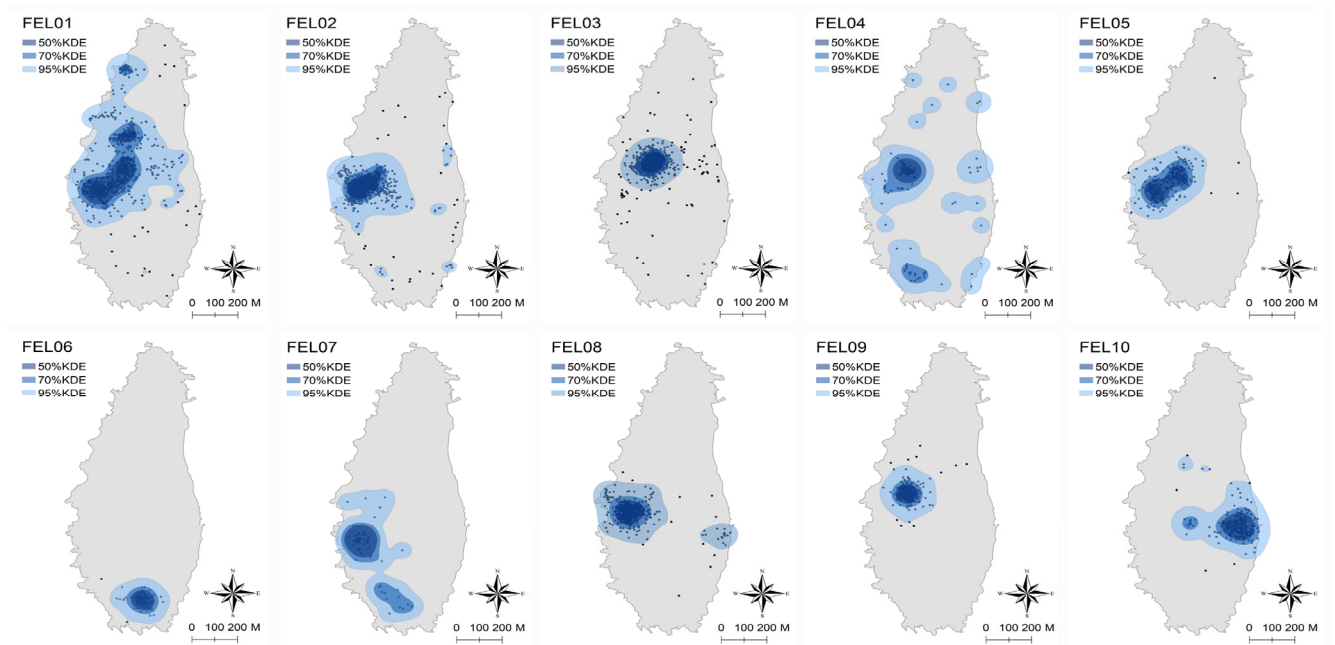 FEL01
50%KDE
70%KDE
95%KDE
N
W E
S
0 100 200 M
FEL02
50%KDE
70%KDE
95%KDE
N
W E
S
0 100 200 M
FEL03
50%KDE
70%KDE
95%KDE
N
W E
S
0 100 200 M
FEL04
50%KDE
70%KDE
95%KDE
N
W E
S
0 100 200 M
FEL05
50%KDE
70%KDE
95%KDE
N
W E
S
0 100 200 M
FEL06
50%KDE
70%KDE
95%KDE
N
W E
S
0 100 200 M
FEL07
50%KDE
70%KDE
95%KDE
N
W E
S
0 100 200 M
FEL08
50%KDE
70%KDE
95%KDE
N
W E
S
0 100 200 M
FEL09
50%KDE
70%KDE
95%KDE
N
W E
S
0 100 200 M
FEL10
50%KDE
70%KDE
95%KDE
N
W E
S
0 100 200 M